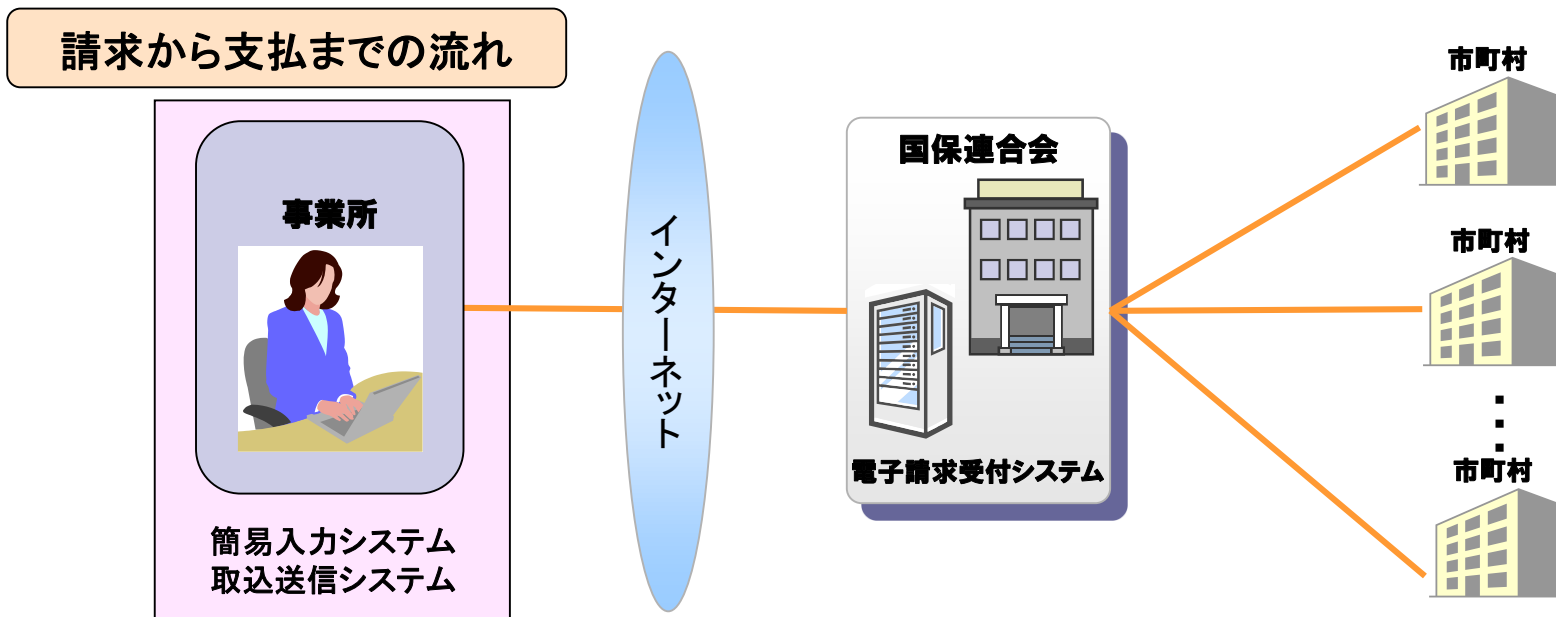 請求から支払までの流れ
事業所
簡易入力システム
取込送信システム
インターネット
国保連合会
電子請求受付システム
市町村
市町村
市町村